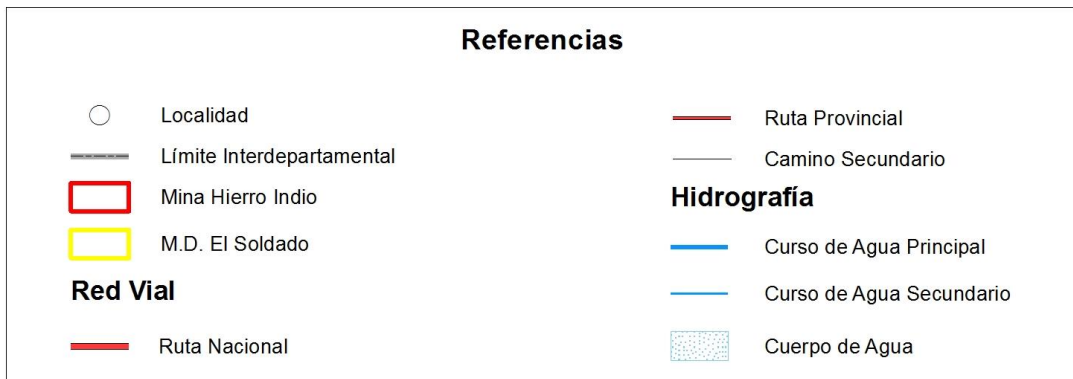 Referencias
Localidad
Límite Interdepartamental
Mina Hierro Indio
M.D. El Soldado
Red Vial
Ruta Nacional
Ruta Provincial
Camino Secundario
Hidrografía
Curso de Agua Principal
Curso de Agua Secundario
Cuerpo de Agua